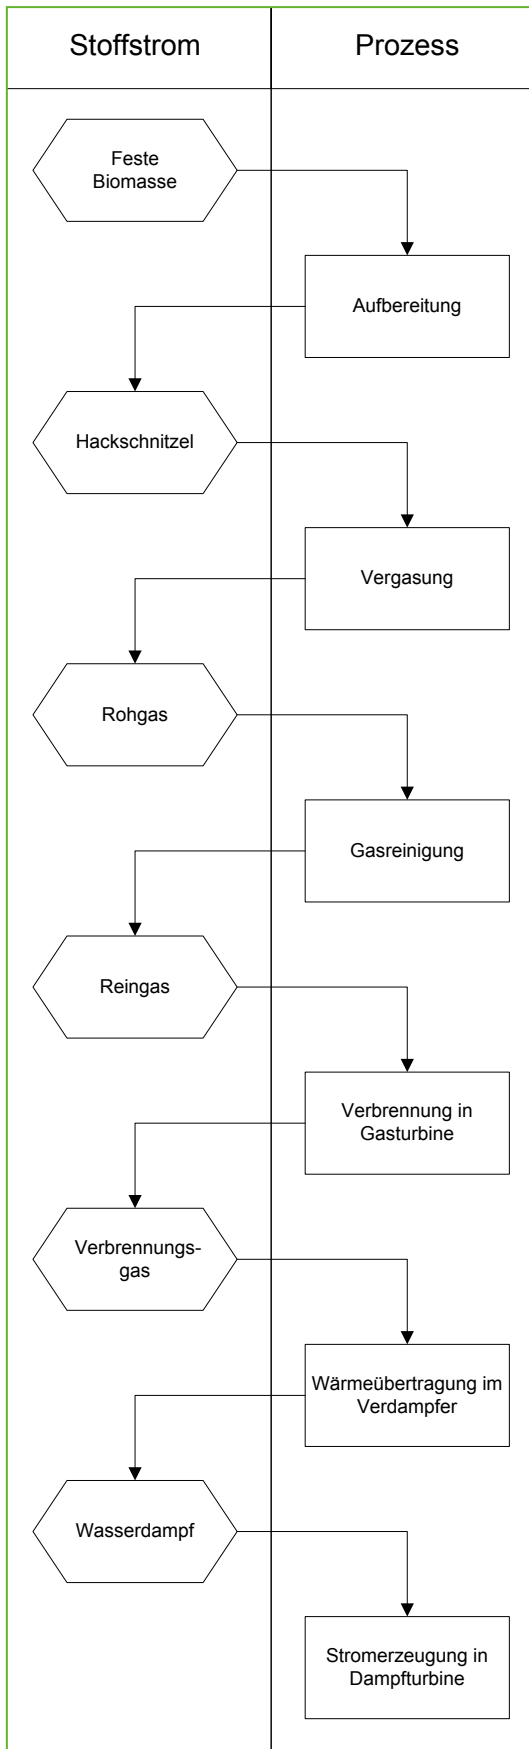 Stoffstrom
Prozess
Feste
Biomasse
Aufbereitung
Hackschnitzel
Vergasung
Rohgas
Gasreinigung
Reingas
Verbrennung in
Gasturbine
Verbrennungs-
gas
Wärmeübertragung im
Verdampfer
Wasserdampf
Stromerzeugung in
Dampfturbine